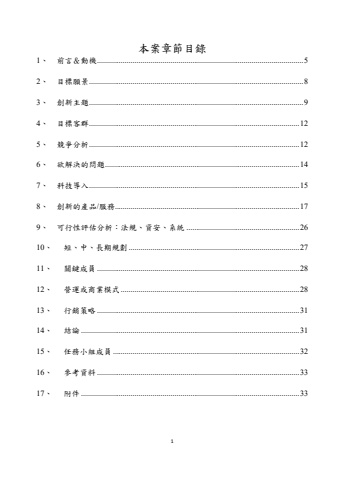 本案章節目錄
1、 前言&動機 5
2、 目標願景 8
3、 創新主題 9
4、 目標客群 12
5、 競爭分析 12
6、 欲解決的問題 14
7、 科技導入 15
8、 創新的產品/服務 17
9、 可行性評估分析：法規、資安、系統 26
10、 短、中、長期規劃 27
11、 關鍵成員 28
12、 營運或商業模式 28
13、 行銷策略 31
14、 結論 31
15、 任務小組成員 32
16、 參考資料 33
17、 附件 33
1